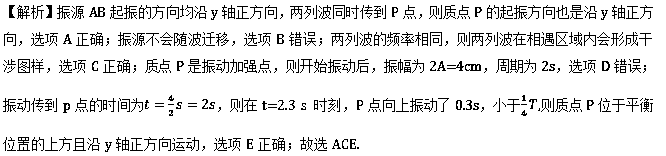 【解析】振源 AB 起振的方向均沿 y 轴正方向，两列波同时传到 P 点，则质点 P 的起振方向也是沿 y 轴正方
向，选项 A 正确；振源不会随波迁移，选项 B 错误；两列波的频率相同，则两列波在相遇区域内会形成干
涉图样，选项 C 正确；质点 P 是振动加强点，则开始振动后，振幅为 2A=4cm，周期为 2s，选项 D 错误；
振动传到 p 点的时间为t = 4/2 s = 2s，则在 t=2.3 s 时刻，P 点向上振动了 0.3s，小于1/4 T.则质点 P 位于平衡
位置的上方且沿 y 轴正方向运动，选项 E 正确；故选 ACE.